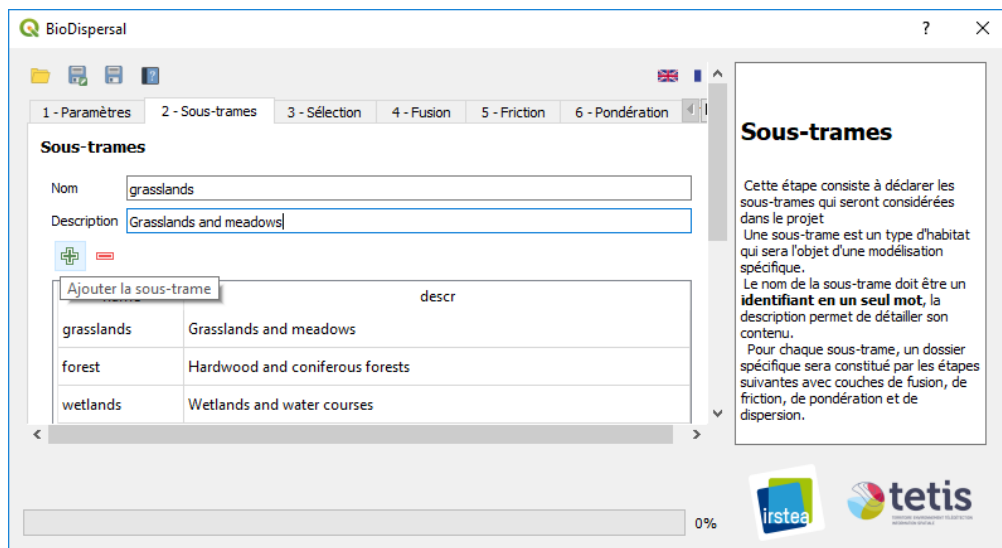 BioDispersal
?
1 - Paramètres
2 - Sous-trames
3 - Sélection
4 - Fusion
5 - Friction
6 - Pondération
Sous-trames
Nom
grasslands
Description
Grasslands and meadows
Ajouter la sous-trame
descr
grasslands
Grasslands and meadows
forest
Hardwood and coniferous forests
wetlands
Wetlands and water courses
0%
Sous-trames
Cette étape consiste à déclarer les
sous-trames qui seront considérées
dans le projet
Une sous-trame est un type d'habitat
qui sera l'objet d'un modélisation
spécifique.
Le nom de la sous-trame doit être un
identifiant en un seul mot, la
description permet de détailler son
contenu.
Pour chaque sous-trame, un dossier
spécifique sera constitué par les étapes
suivantes avec couches de fusion, de
friction, de pondération et de
dispersion.
irstea
tetis